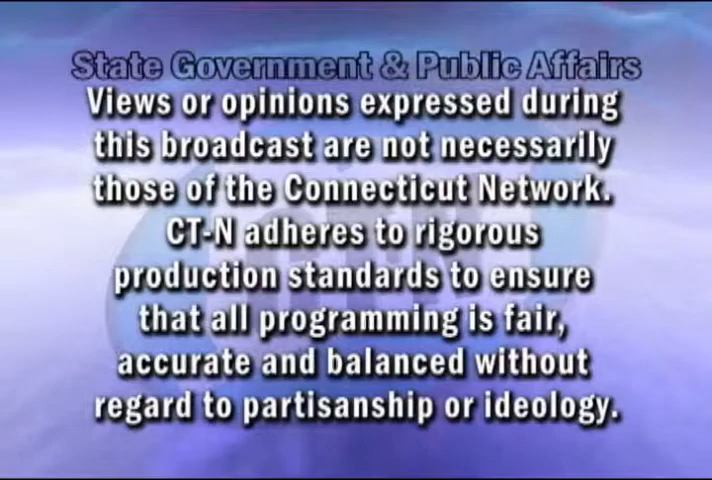 State Government & Public Affairs
Views or opinions expressed during
this broadcast are not necessarily
those of the Connecticut Network.
CT-N adheres to rigorous
production standards to ensure
that all programming is fair,
accurate and balanced without
regard to partisanship or ideology.